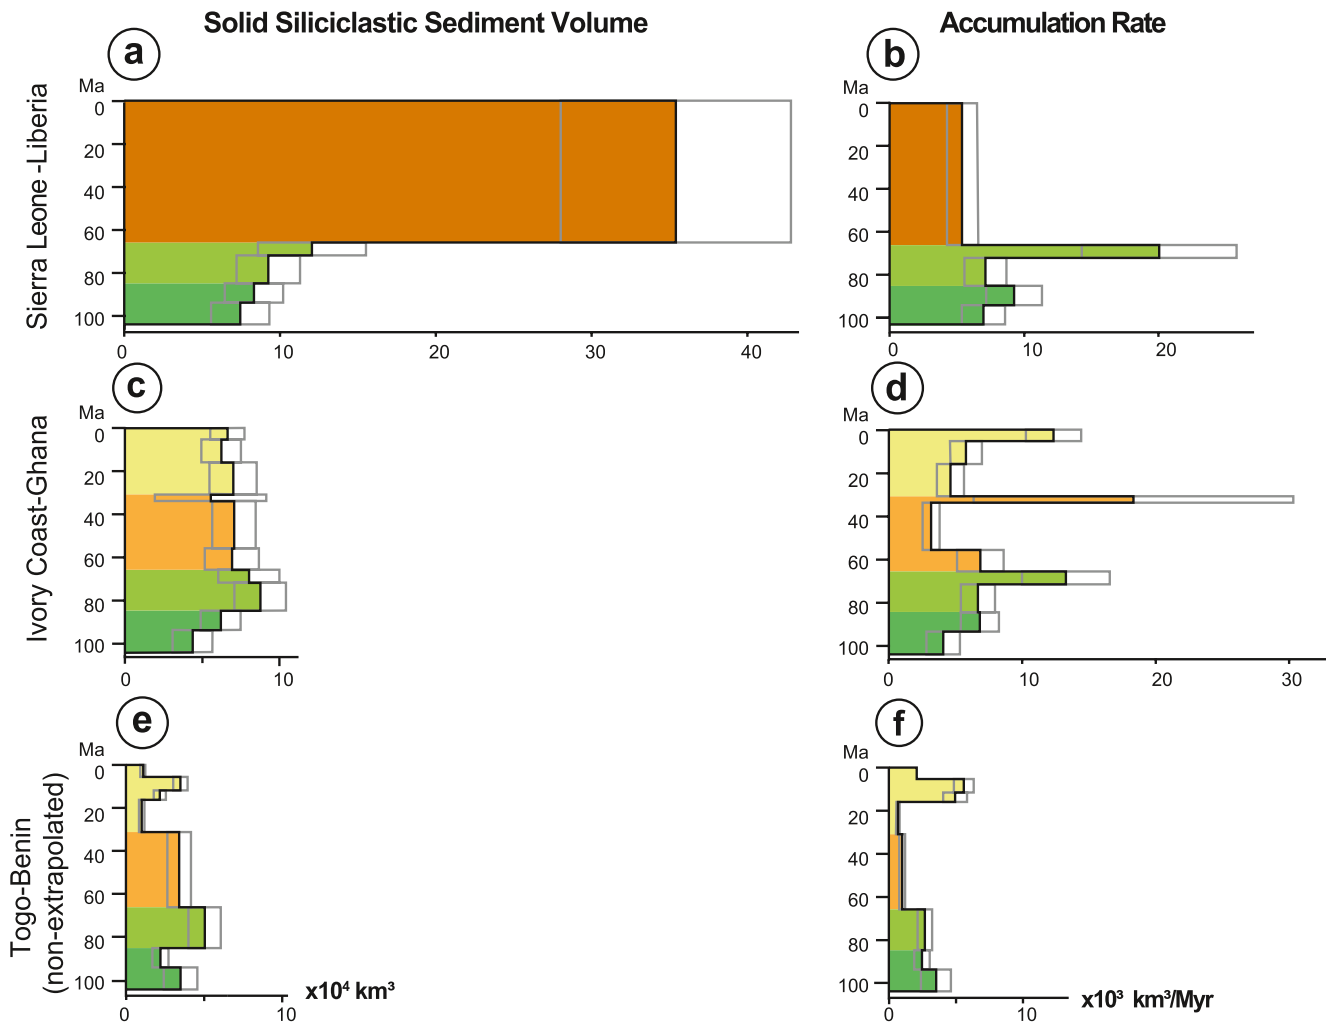 Solid Siliciclastic Sediment Volume
Accumulation Rate
a
b
Sierra Leone -Liberia
Ma
0
20
40
60
80
100
0
10
20
30
40
Ma
0
20
40
60
80
100
0
10
20
c
d
Ivory Coast-Ghana
Ma
0
20
40
60
80
100
0
10
Ma
0
20
40
60
80
100
0
10
20
30
e
f
Togo-Benin
(non-extrapolated)
Ma
0
20
40
60
80
100
0
10
x10⁴ km³
Ma
0
20
40
60
80
100
0
10
x10³ km³/Myr